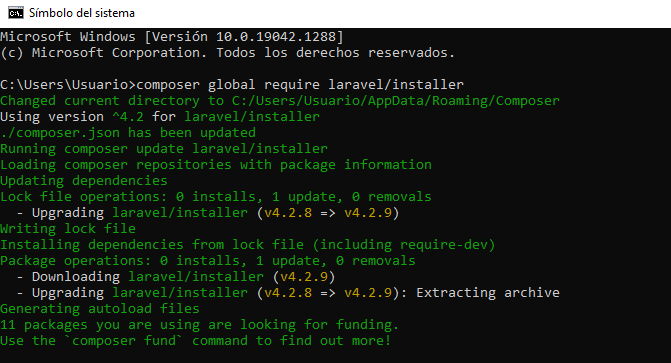 Símbolo del sistema
Microsoft Windows [Versión 10.0.19042.1288]
(c) Microsoft Corporation. Todos los derechos reservados.
C:\Users\Usuario>composer global require laravel/installer
Changed current directory to C:/Users/Usuario/AppData/Roaming/Composer
Using version ^4.2 for laravel/installer
./composer.json has been updated
Running composer update laravel/installer
Loading composer repositories with package information
Updating dependencies
Lock file operations: 0 installs, 1 update, 0 removals
  - Upgrading laravel/installer (v4.2.8 => v4.2.9)
Writing lock file
Installing dependencies from lock file (including require-dev)
Package operations: 0 installs, 1 update, 0 removals
  - Downloading laravel/installer (v4.2.9)
  - Upgrading laravel/installer (v4.2.8 => v4.2.9): Extracting archive
Generating autoload files
11 packages you are using are looking for funding.
Use the `composer fund` command to find out more!